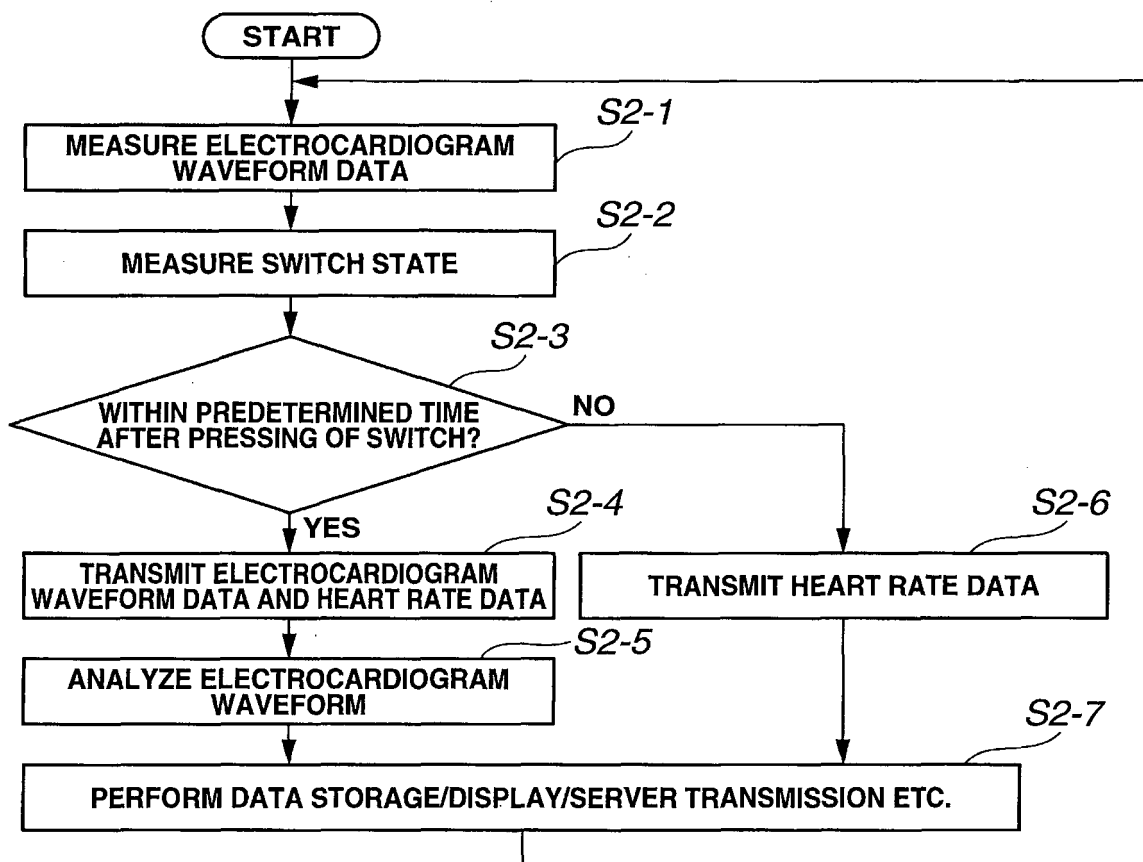 START
S2-1
MEASURE ELECTROCARDIOGRAM
WAVEFORM DATA
S2-2
MEASURE SWITCH STATE
S2-3
WITHIN PREDETERMINED TIME
AFTER PRESSING OF SWITCH?
NO
YES
S2-4
TRANSMIT ELECTROCARDIOGRAM
WAVEFORM DATA AND HEART RATE DATA
S2-6
TRANSMIT HEART RATE DATA
S2-5
ANALYZE ELECTROCARDIOGRAM
WAVEFORM
S2-7
PERFORM DATA STORAGE/DISPLAY/SERVER TRANSMISSION ETC.